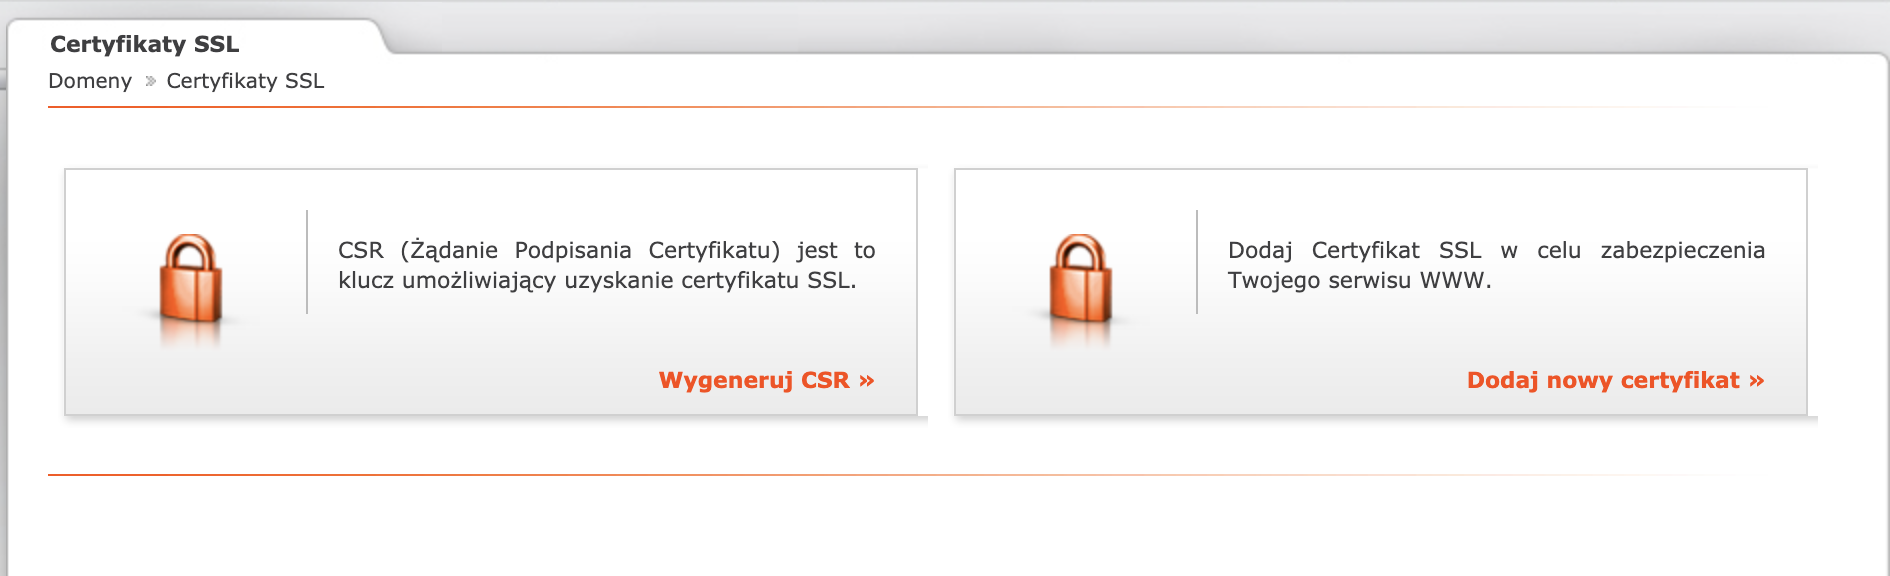 Certyfikaty SSL
Domeny » Certyfikaty SSL
CSR (Żądanie Podpisania Certyfikatu) jest to
klucz umożliwiający uzyskanie certyfikatu SSL.
Wygeneruj CSR »
Dodaj Certyfikat SSL w celu zabezpieczenia
Twojego serwisu WWW.
Dodaj nowy certyfikat »